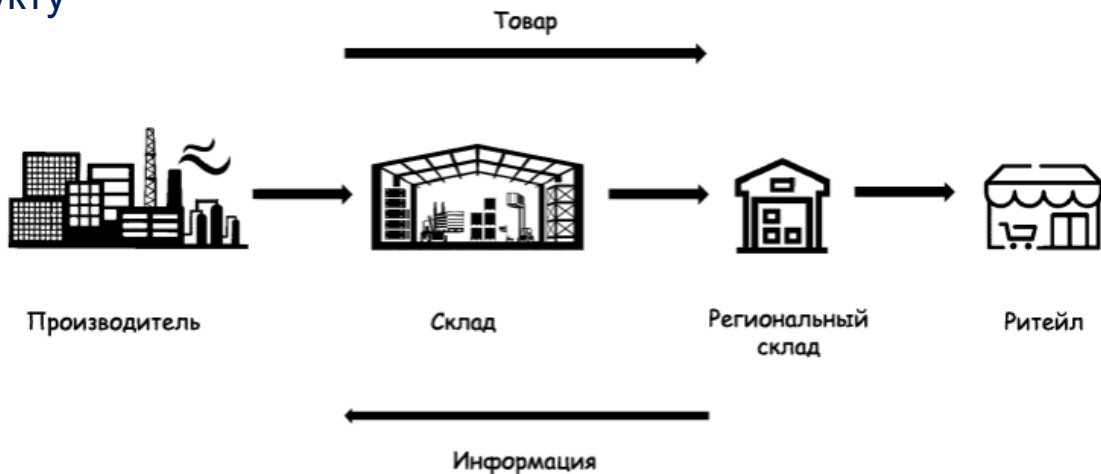 Товар
Производитель
Склад
Региональный
склад
Ритейл
Информация